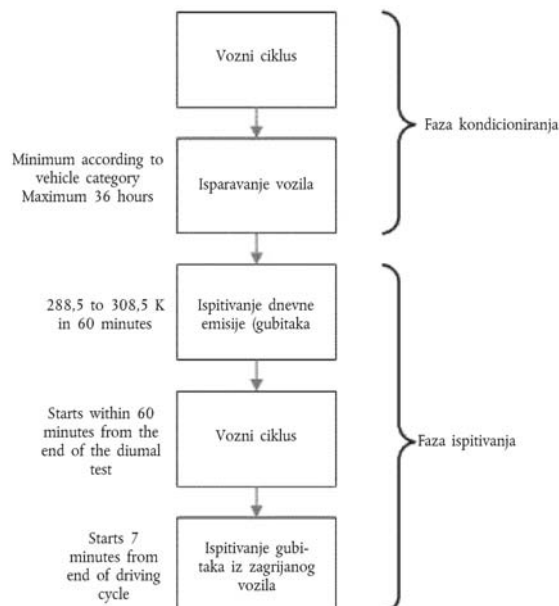 Vozni ciklus
Faza kondicioniranja
Minimum according to
vehicle category
Maximum 36 hours
Isparavanje vozila
288,5 to 308,5 K
in 60 minutes
Ispitivanje dnevne
emisije (gubitaka
Starts within 60
minutes from the
end of the diumal
test
Vozni ciklus
Faza ispitivanja
Starts 7
minutes from
end of driving
cycle
Ispitivanje gubi-
taka iz zagrijanog
vozila